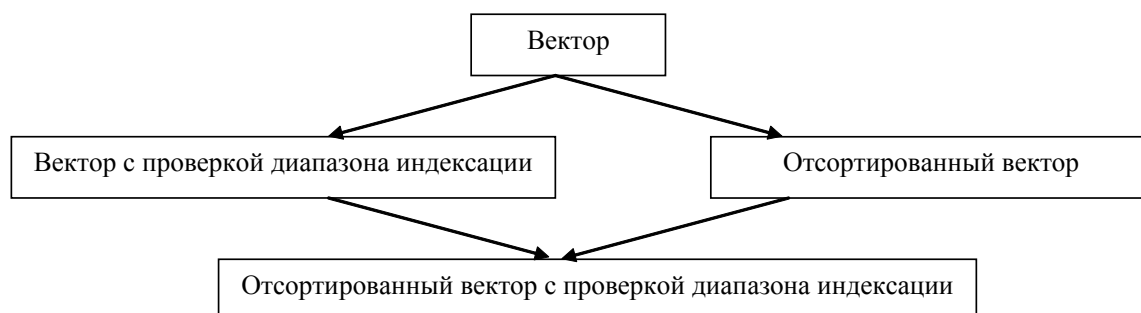 Вектор
Вектор с проверкой диапазона индексации
Отсортированный вектор
Отсортированный вектор с проверкой диапазона индексации